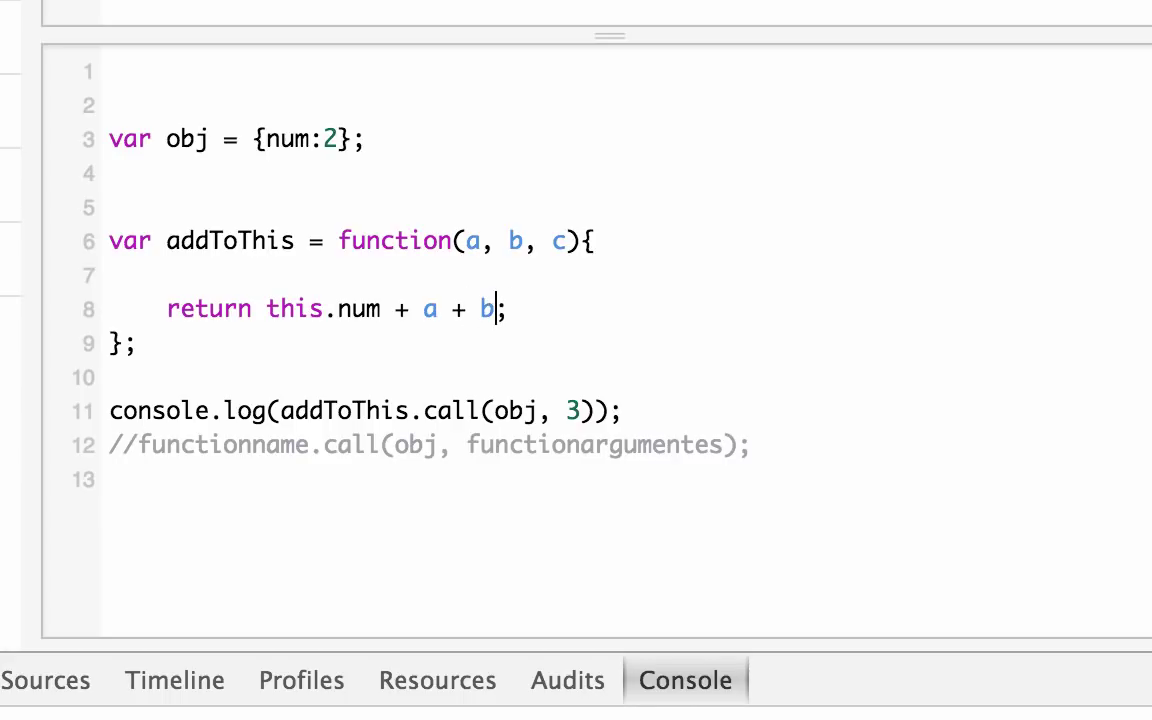 1
2
3 var obj = {num:2};
4
5
6 var addToThis = function(a, b, c){
7
8 return this.num + a + b;
9 };
10
11 console.log(addToThis.call(obj, 3));
12 //functionname.call(obj, functionargumentes);
13
Sources Timeline Profiles Resources Audits Console